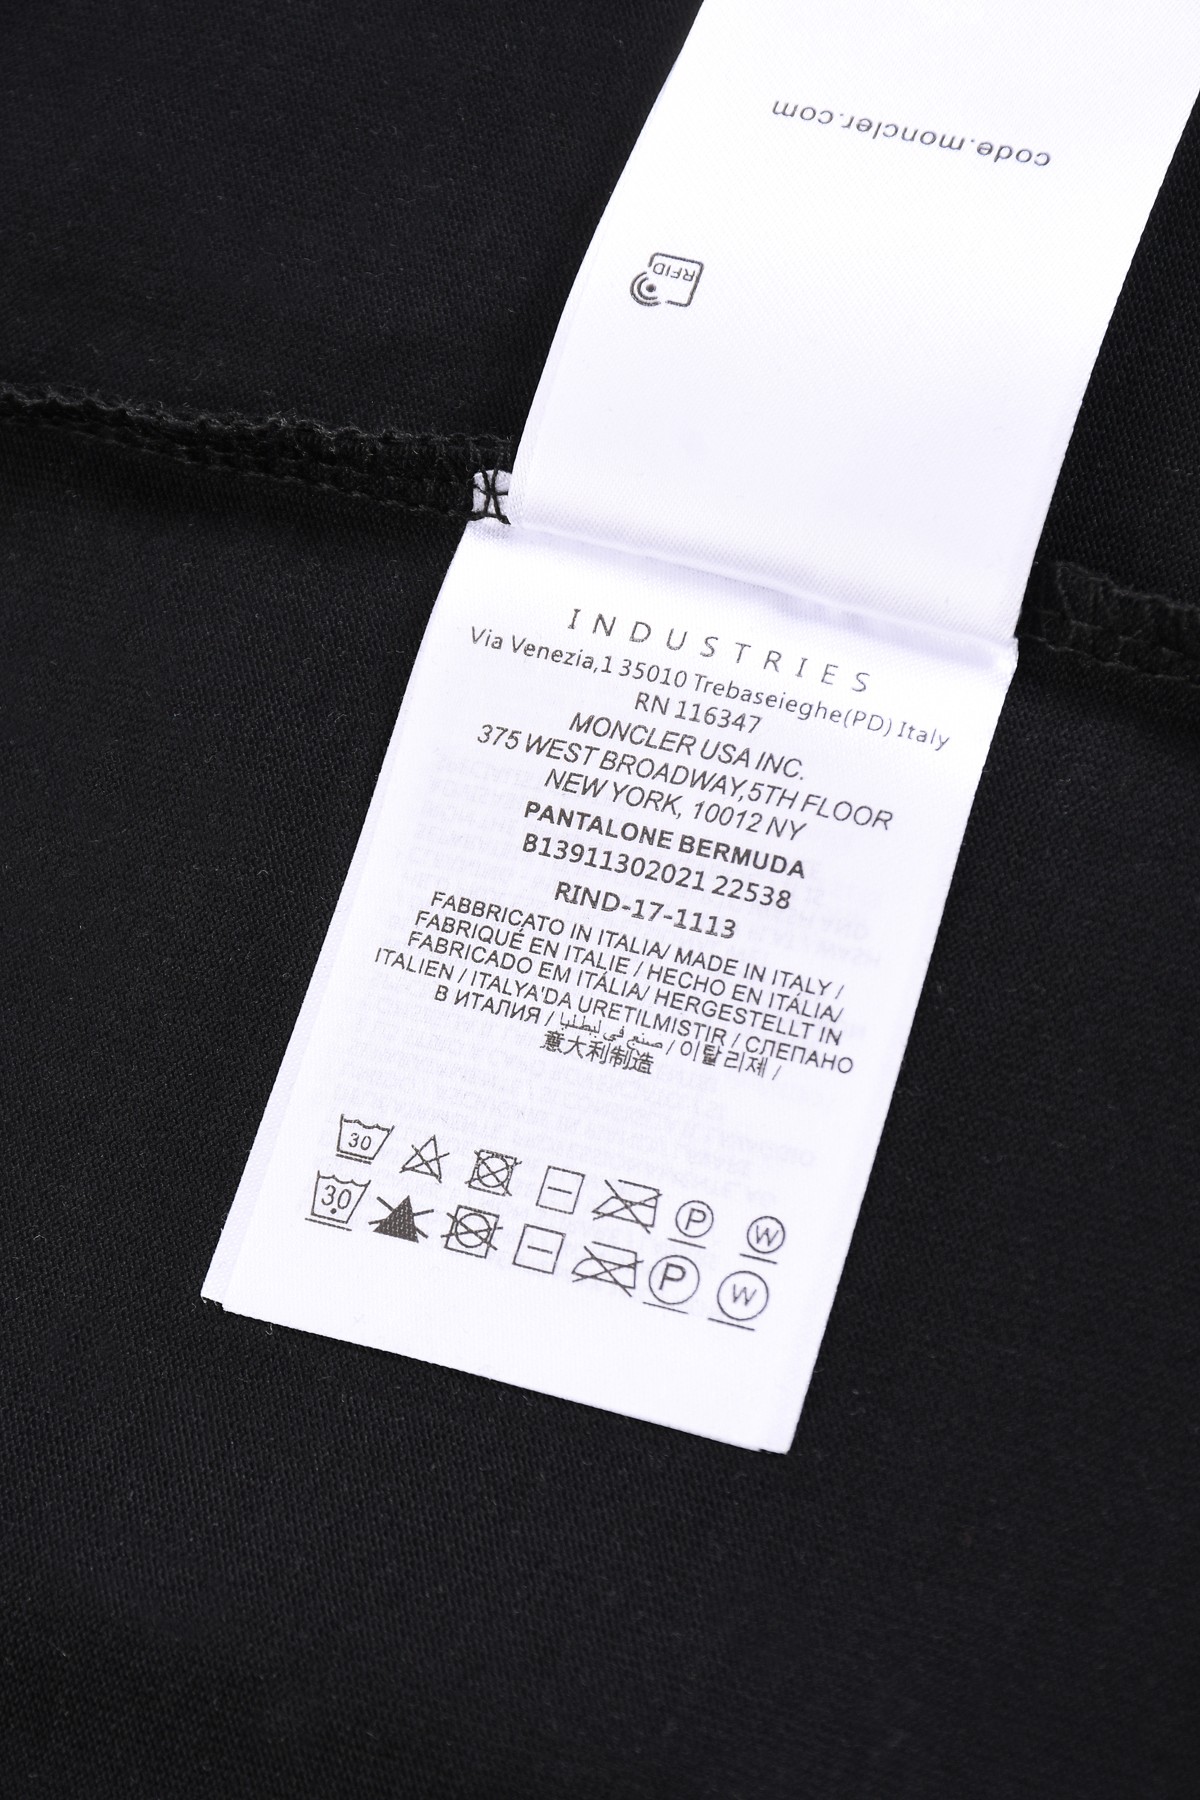 code.moncler.com
RFID
INDUSTRIES
Via Venezia,1 35010 Trebaseieghe(PD) Italy
RN 116347
MONCLER USA INC.
375 WEST BROADWAY,5TH FLOOR
NEW YORK, 10012 NY
PANTALONE BERMUDA
B13911302021 22538
RIND-17-1113
FABBRICATO IN ITALIA/ MADE IN ITALY /
FABRIQUÉ EN ITALIE / HECHO EN ITÁLIA/
FABRICADO EM ITÁLIA/ HERGESTELLT IN
ITALIEN / ITALYA'DA URETILMISTIR / СЛЕПАНО
В ИТАЛИЯ / صنع في ايطليا / 이탈리제 /
意大利制造
30 P W
30 P W